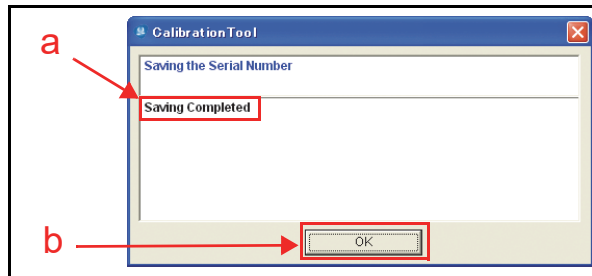 a
CalibrationTool
Saving the Serial Number
Saving Completed
b
OK